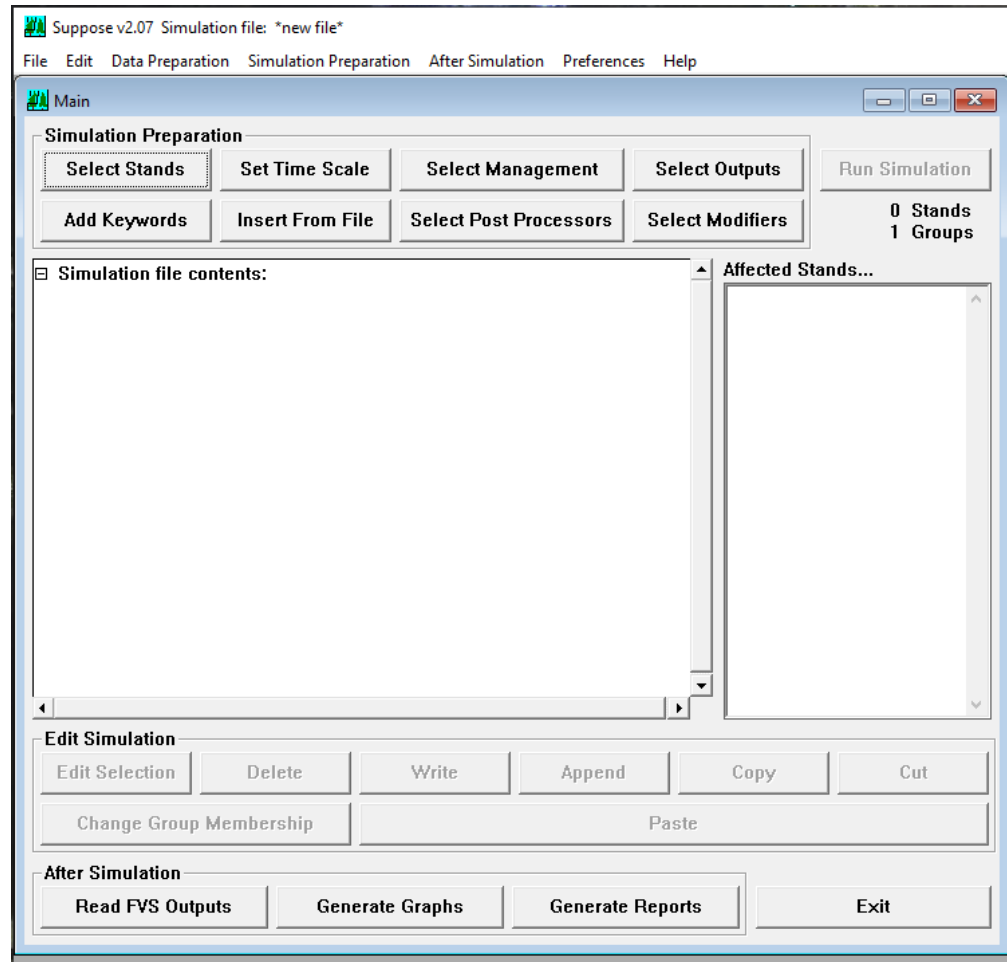 Suppose v2.07 Simulation file: *new file*
File Edit Data Preparation Simulation Preparation After Simulation Preferences Help
Main
Simulation Preparation
Select Stands Set Time Scale Select Management Select Outputs Run Simulation
Add Keywords Insert From File Select Post Processors Select Modifiers
0 Stands
1 Groups
Simulation file contents:
Affected Stands...
Edit Simulation
Edit Selection Delete Write Append Copy Cut
Change Group Membership Paste
After Simulation
Read FVS Outputs Generate Graphs Generate Reports Exit